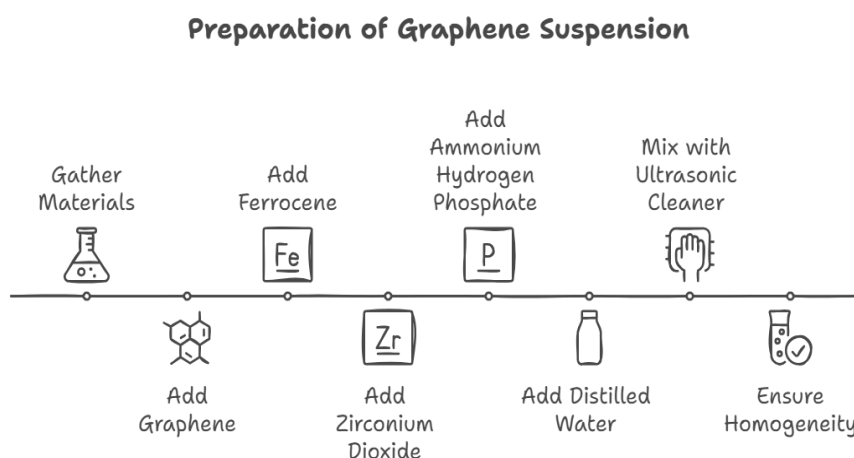 Preparation of Graphene Suspension
Gather
Materials
Add
Graphene
Add
Ferrocene
Fe
Add
Zirconium
Dioxide
Zr
Add
Ammonium
Hydrogen
Phosphate
P
Add Distilled
Water
Mix with
Ultrasonic
Cleaner
Ensure
Homogeneity